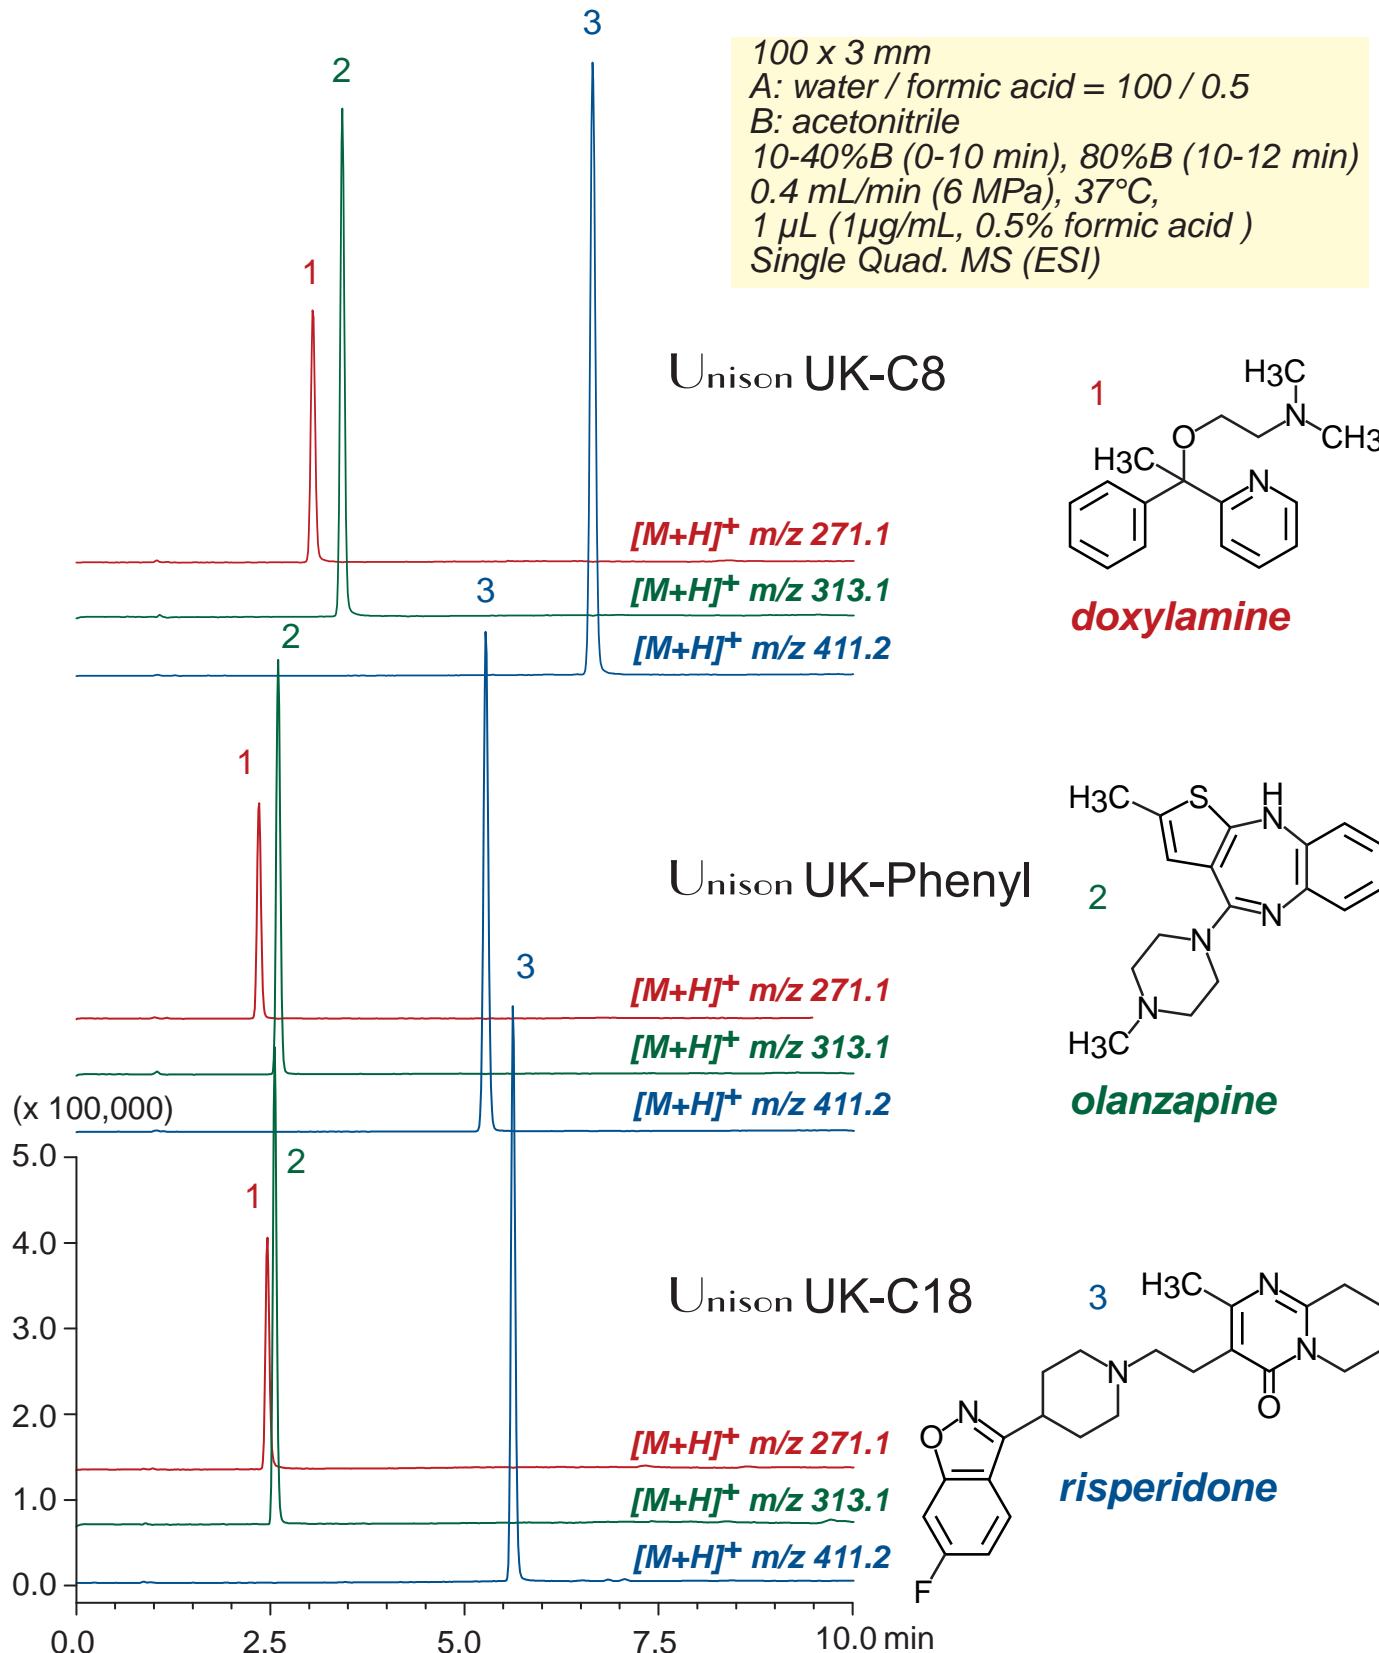 3
2
1
100 x 3 mm
A: water / formic acid = 100 / 0.5
B: acetonitrile
10-40%B (0-10 min), 80%B (10-12 min)
0.4 mL/min (6 MPa), 37°C,
1 µL (1µg/mL, 0.5% formic acid )
Single Quad. MS (ESI)
Unison UK-C8
[M+H]+ m/z 271.1
[M+H]+ m/z 313.1
[M+H]+ m/z 411.2
1
H3C
N
CH3
O
H3C
N
doxylamine
3
2
1
Unison UK-Phenyl
[M+H]+ m/z 271.1
[M+H]+ m/z 313.1
[M+H]+ m/z 411.2
2
H3C
S
H
N
N
N
N
H3C
olanzapine
3
2
1
(x 100,000)
5.0
4.0
3.0
2.0
1.0
0.0
Unison UK-C18
[M+H]+ m/z 271.1
[M+H]+ m/z 313.1
[M+H]+ m/z 411.2
0.0 2.5 5.0 7.5 10.0 min
3
H3C
N
N
N
O
N
O
F
risperidone